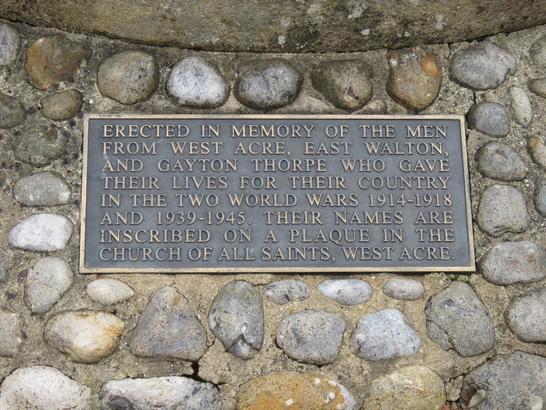 ERECTED IN MEMORY OF THE MEN
FROM WEST ACRE, EAST WALTON,
AND GAYTON THORPE WHO GAVE
THEIR LIVES FOR THEIR COUNTRY
IN THE TWO WORLD WARS 1914-1918
AND 1939-1945. THEIR NAMES ARE
INSCRIBED ON A PLAQUE IN THE
CHURCH OF ALL SAINTS, WEST ACRE.